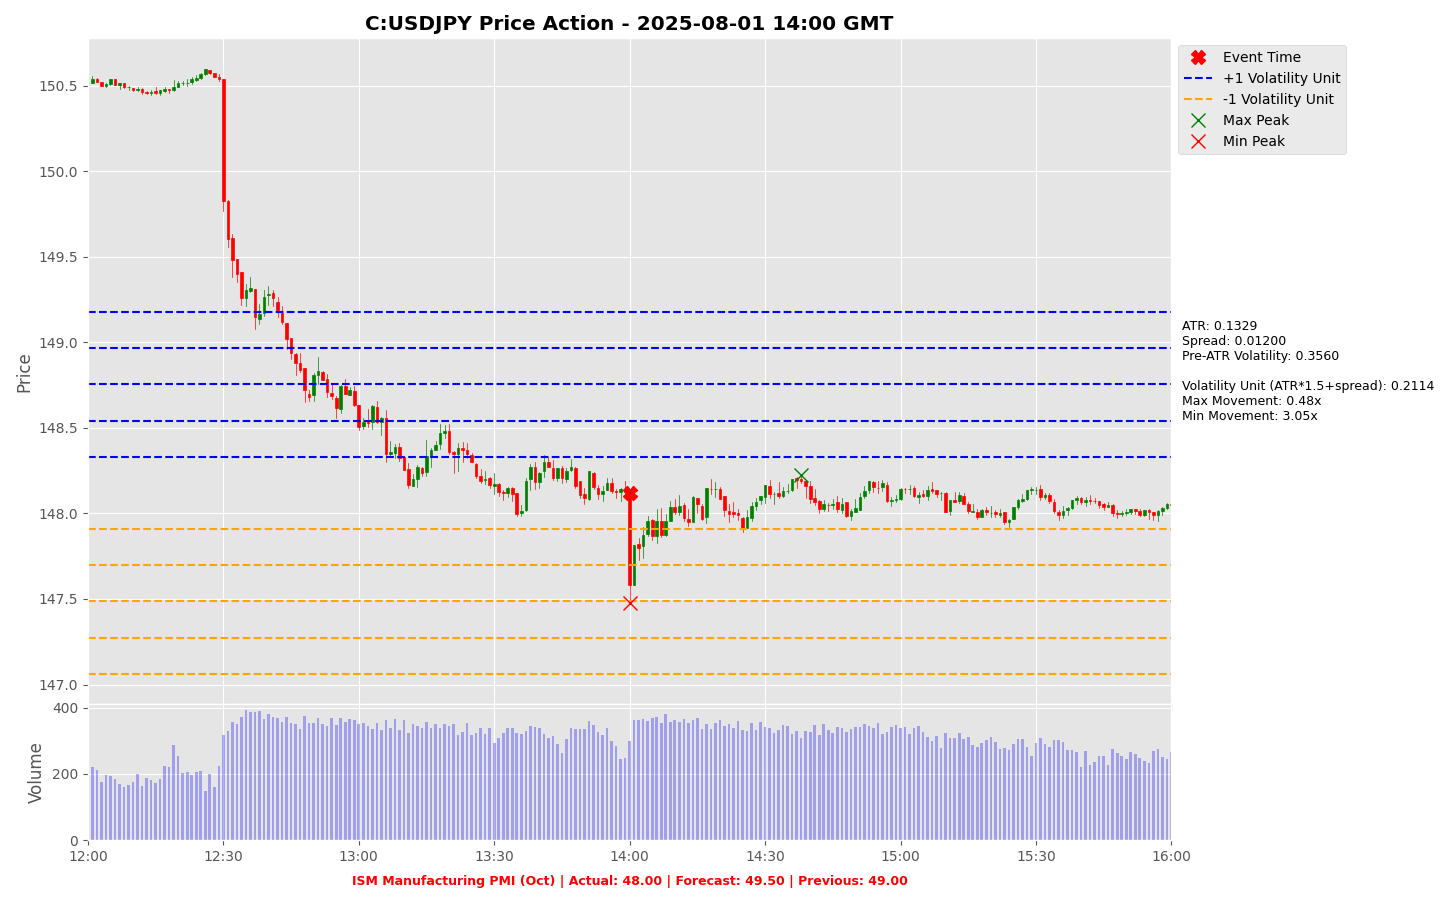 C:USDJPY Price Action - 2025-08-01 14:00 GMT
Event Time
+1 Volatility Unit
-1 Volatility Unit
Max Peak
Min Peak
Price
150.5
150.0
149.5
149.0
148.5
148.0
147.5
147.0
ATR: 0.1329
Spread: 0.01200
Pre-ATR Volatility: 0.3560
Volatility Unit (ATR*1.5+spread): 0.2114
Max Movement: 0.48x
Min Movement: 3.05x
Volume
400
200
0
12:00 12:30 13:00 13:30 14:00 14:30 15:00 15:30 16:00
ISM Manufacturing PMI (Oct) | Actual: 48.00 | Forecast: 49.50 | Previous: 49.00